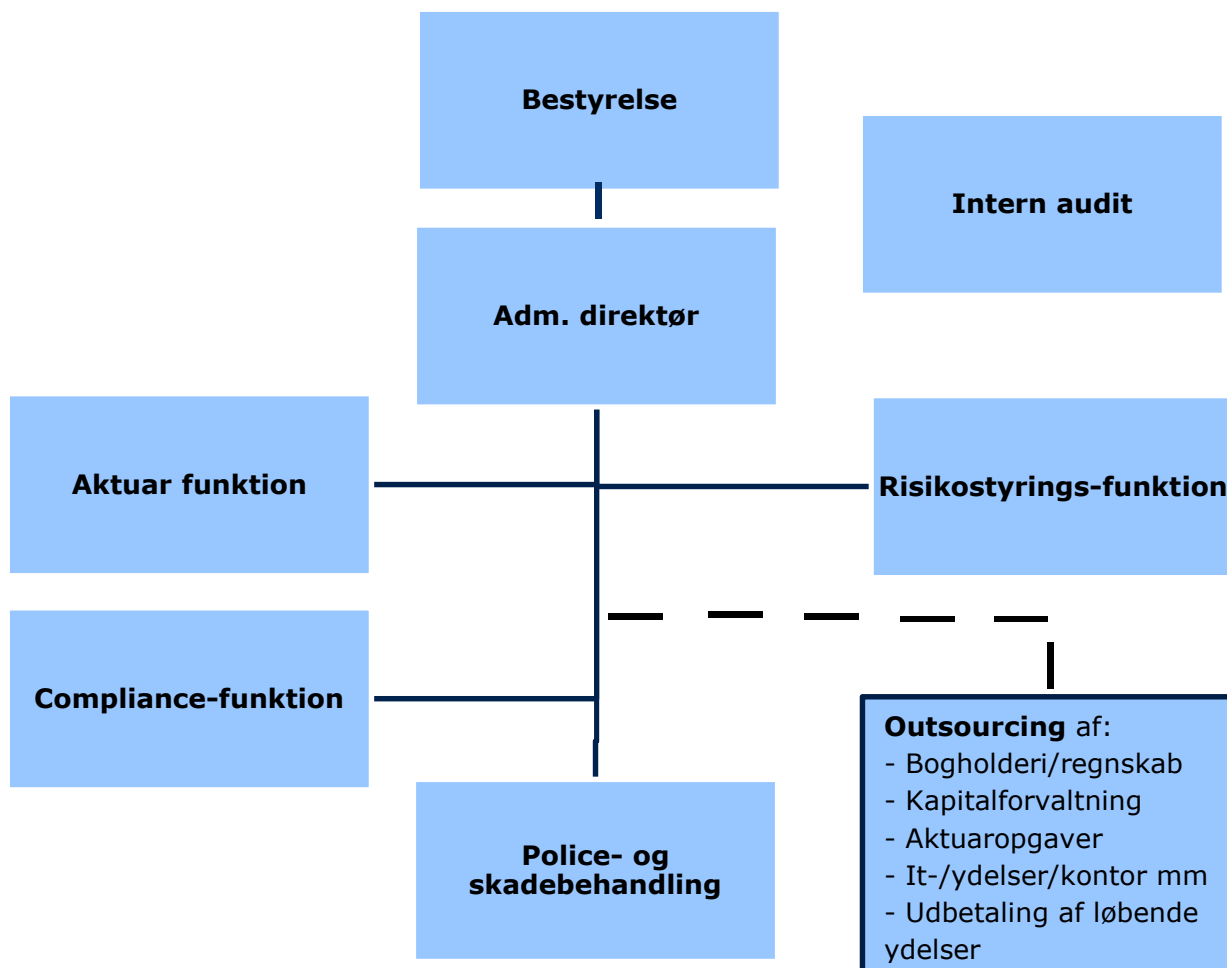 Bestyrelse
Intern audit
Adm. direktør
Aktuar funktion
Risikostyrings-funktion
Compliance-funktion
Police- og
skadebehandling
Outsourcing af:
- Bogholderi/regnskab
- Kapitalforvaltning
- Aktuaropgaver
- It-/ydelser/kontor mm
- Udbetaling af løbende
ydelser